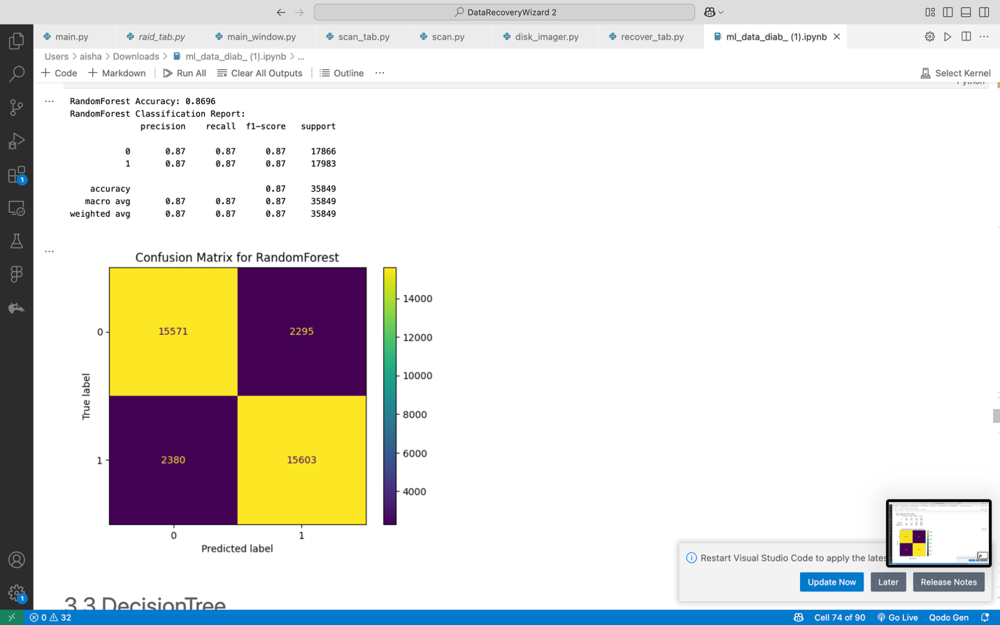 DataRecoveryWizard 2
main.py raid_tab.py main_window.py scan_tab.py scan.py disk_imager.py recover_tab.py ml_data_diab_ (1).ipynb
Users > aisha > Downloads > ml_data_diab_ (1).ipynb > ...
+ Code + Markdown Run All Clear All Outputs Outline ... Select Kernel
Python
RandomForest Accuracy: 0.8696
RandomForest Classification Report:
precision recall f1-score support
0 0.87 0.87 0.87 17866
1 0.87 0.87 0.87 17983
accuracy 0.87 35849
macro avg 0.87 0.87 0.87 35849
weighted avg 0.87 0.87 0.87 35849
Confusion Matrix for RandomForest
14000
0 15571 2295
12000
10000
True label
8000
1 2380 15603
6000
4000
0 1
Predicted label
3.3 DecisionTree
1
Restart Visual Studio Code to apply the lates
Update Now Later Release Notes
1
0 32 Cell 74 of 90 Go Live Qodo Gen